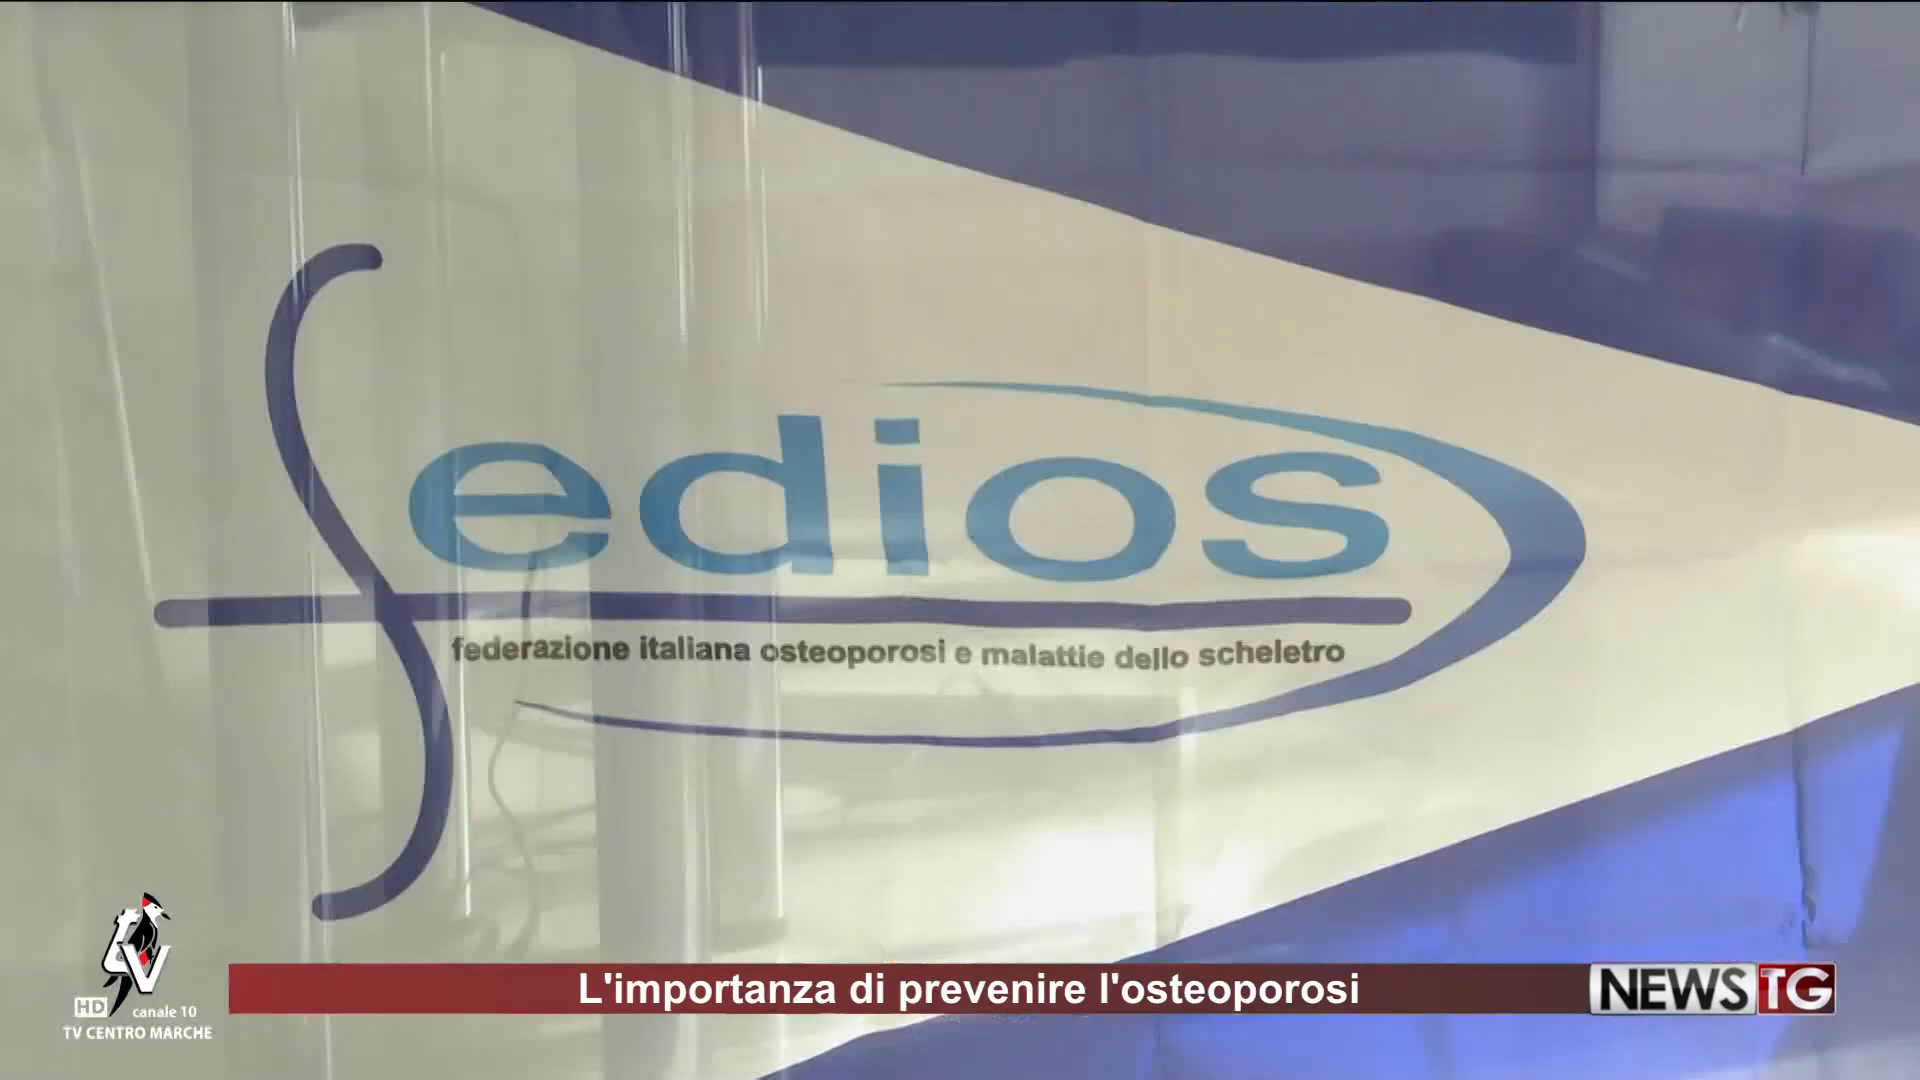 fedios
federazione italiana osteoporosi e malattie dello scheletro
L'importanza di prevenire l'osteoporosi
NEWS TG
TV
HD canale 10
TV CENTRO MARCHE